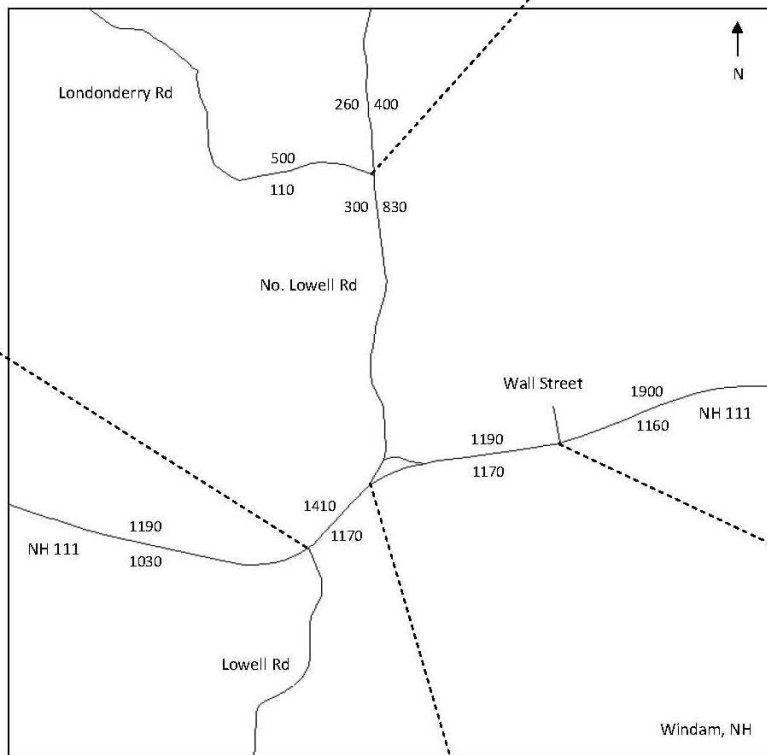 N
Londonderry Rd
260 400
500
110
300 830
No. Lowell Rd
Wall Street
1900
NH 111
1160
1190
1170
1410
1170
1190
NH 111
1030
Lowell Rd
Windam, NH